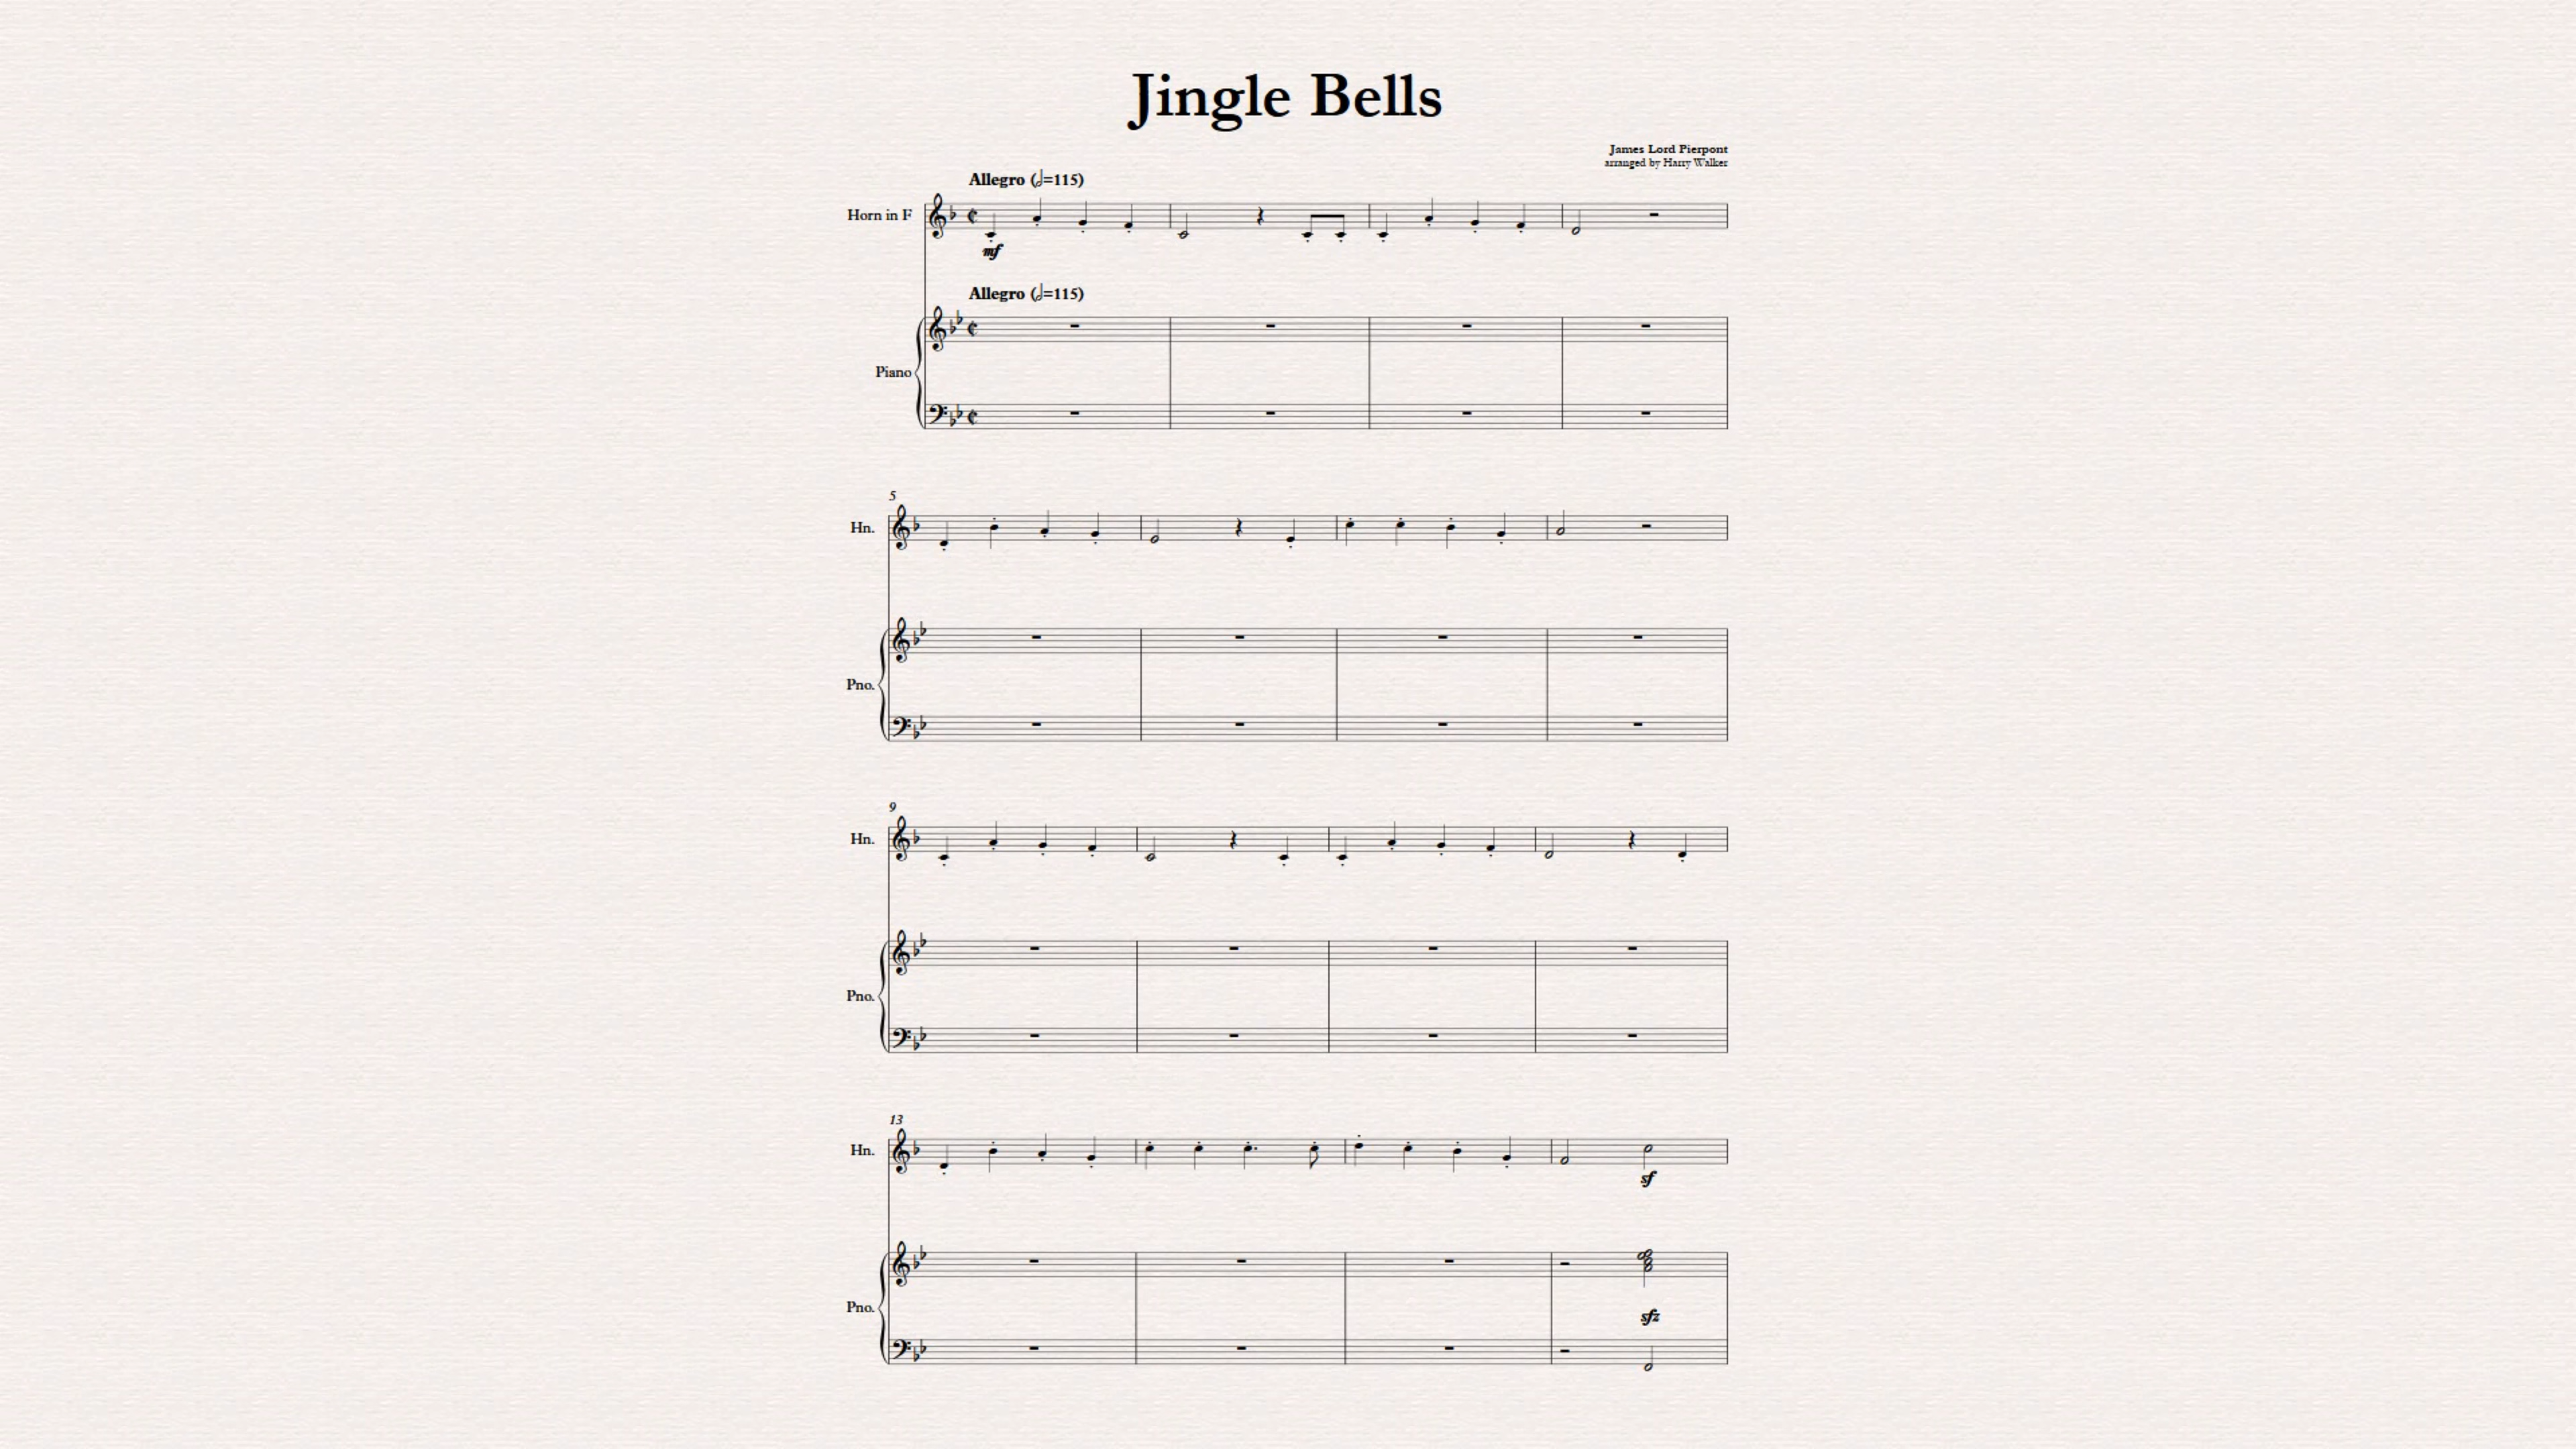 Jingle Bells
James Lord Pierpont
arranged by Harry Walker
Allegro (𝅗𝅥=115)
Horn in F
mf
Allegro (𝅗𝅥=115)
Piano
5
Hn.
Pno.
9
Hn.
Pno.
13
Hn.
sf
Pno.
sfz